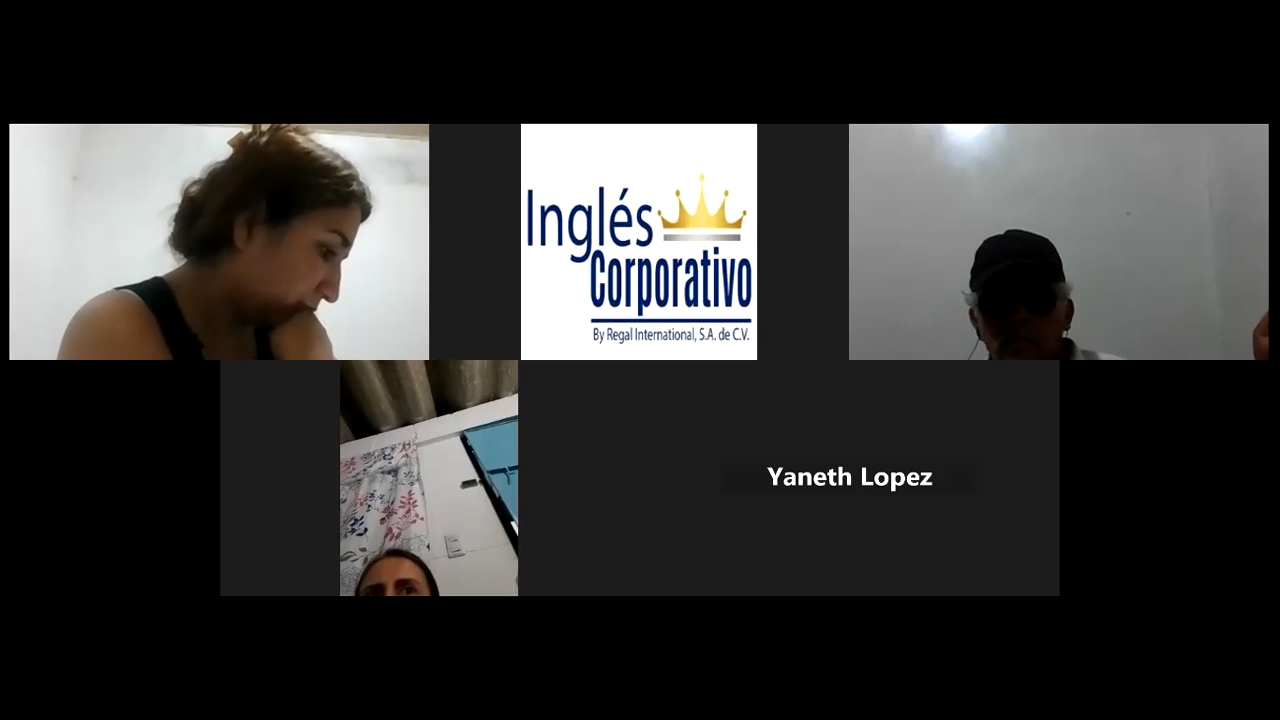 Inglés
Corporativo
By Regal International, S.A. de C.V.
Yaneth Lopez